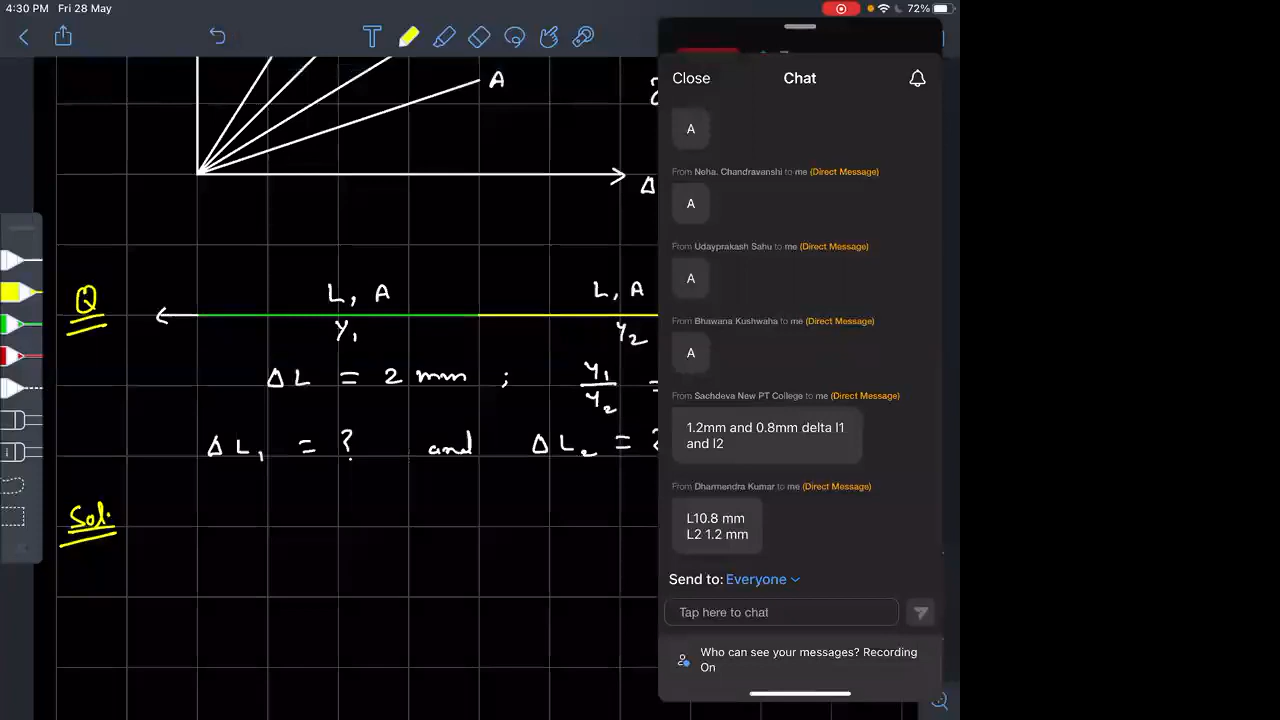 4:30 PM Fri 28 May
72%
T
A
Δ
Q
L, A
Y₁
L, A
Y₂
ΔL = 2 mm ; Y₁/Y₂ =
ΔL₁ = ? and ΔL₂ =
Sol:
Close
Chat
A
From Neha. Chandravanshi to me (Direct Message)
A
From Udayprakash Sahu to me (Direct Message)
A
From Bhawana Kushwaha to me (Direct Message)
A
From Sachdeva New PT College to me (Direct Message)
1.2mm and 0.8mm delta l1
and l2
From Dharmendra Kumar to me (Direct Message)
L10.8 mm
L2 1.2 mm
Send to: Everyone
Tap here to chat
Who can see your messages? Recording
On